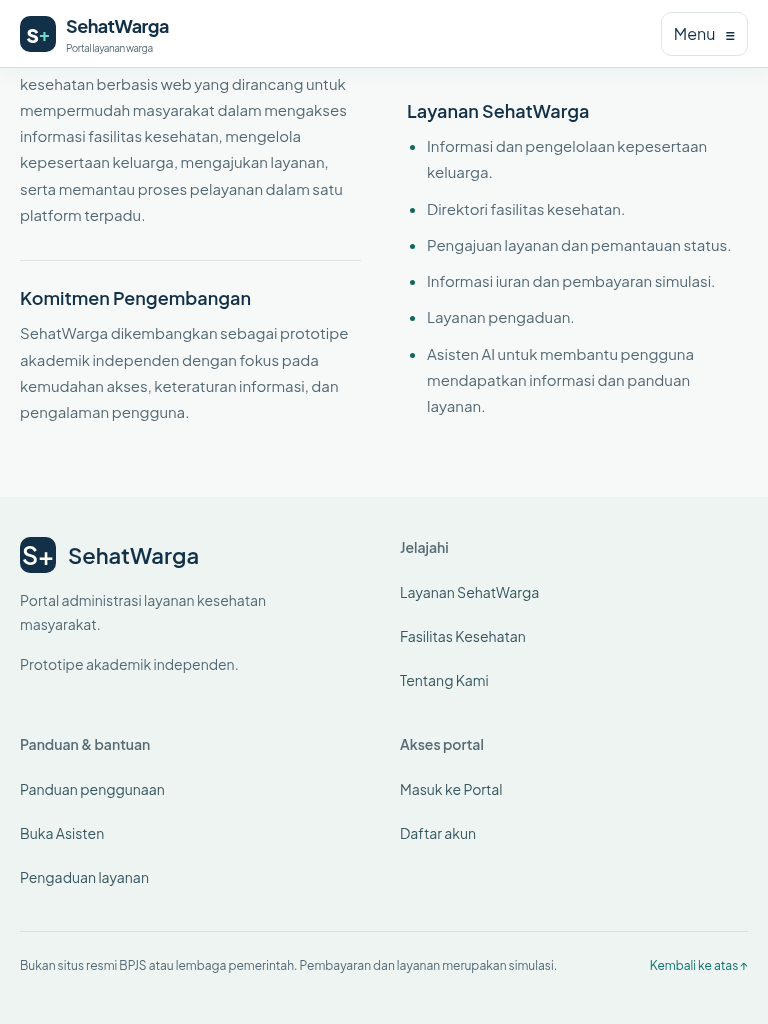 S+ SehatWarga
Portal layanan warga
Menu ≡
kesehatan berbasis web yang dirancang untuk
mempermudah masyarakat dalam mengakses
informasi fasilitas kesehatan, mengelola
kepesertaan keluarga, mengajukan layanan,
serta memantau proses pelayanan dalam satu
platform terpadu.
Komitmen Pengembangan
SehatWarga dikembangkan sebagai prototipe
akademik independen dengan fokus pada
kemudahan akses, keteraturan informasi, dan
pengalaman pengguna.
Layanan SehatWarga
• Informasi dan pengelolaan kepesertaan
keluarga.
• Direktori fasilitas kesehatan.
• Pengajuan layanan dan pemantauan status.
• Informasi iuran dan pembayaran simulasi.
• Layanan pengaduan.
• Asisten AI untuk membantu pengguna
mendapatkan informasi dan panduan
layanan.
S+ SehatWarga
Portal administrasi layanan kesehatan
masyarakat.
Prototipe akademik independen.
Jelajahi
Layanan SehatWarga
Fasilitas Kesehatan
Tentang Kami
Panduan & bantuan
Panduan penggunaan
Buka Asisten
Pengaduan layanan
Akses portal
Masuk ke Portal
Daftar akun
Bukan situs resmi BPJS atau lembaga pemerintah. Pembayaran dan layanan merupakan simulasi.
Kembali ke atas ↑